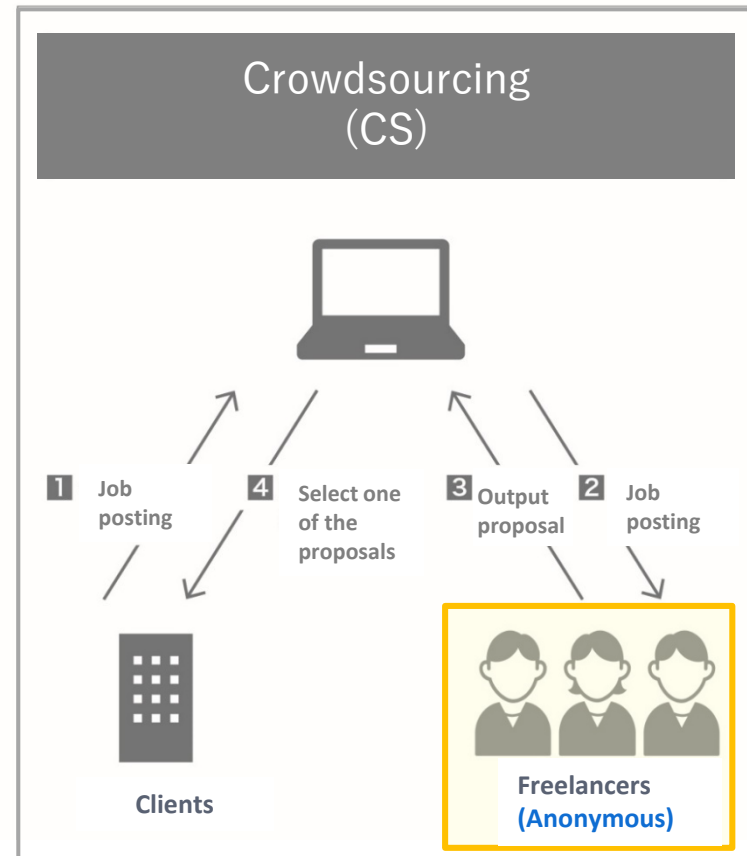 Crowdsourcing
(CS)
1 Job
posting
4 Select one
of the
proposals
3 Output
proposal
2 Job
posting
Clients
Freelancers
(Anonymous)